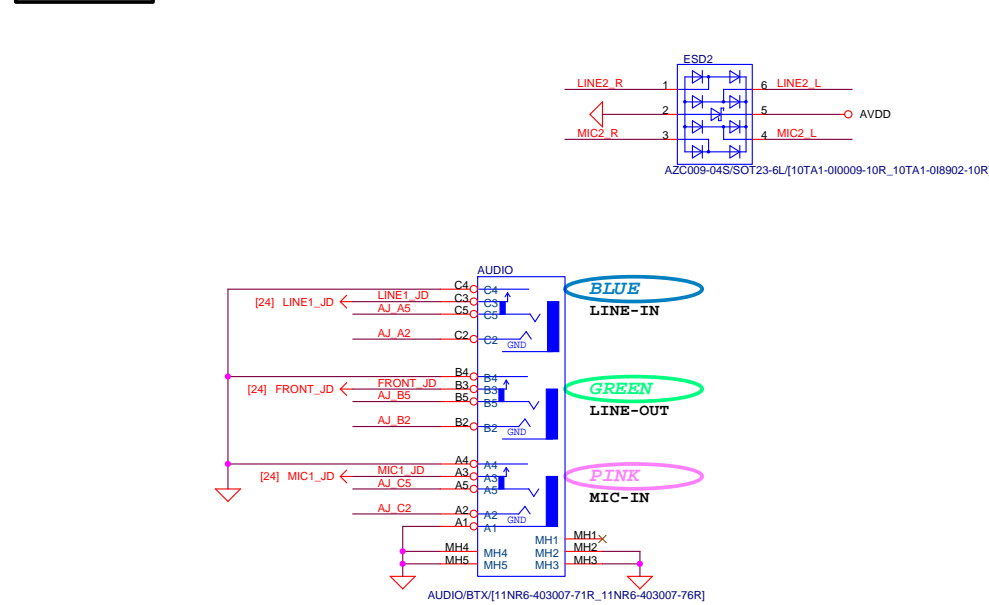 ESD2
LINE2_R 1 6 LINE2_L
2 5 AVDD
MIC2_R 3 4 MIC2_L
AZC009-04S/SOT23-6L/[10TA1-0I0009-10R_10TA1-0I8902-10R
AUDIO
C4 C4 BLUE
[24] LINE1_JD LINE1_JD C3 C3
AJ_A5 C5 C5 LINE-IN
AJ_A2 C2 C2 GND
B4 B4
[24] FRONT_JD FRONT_JD B3 B3 GREEN
AJ_B5 B5 B5 LINE-OUT
AJ_B2 B2 B2 GND
A4 A4
[24] MIC1_JD MIC1_JD A3 A3 PINK
AJ_C5 A5 A5 MIC-IN
AJ_C2 A2 A2 GND
A1 A1
MH1 MH1
MH4 MH4 MH2 MH2
MH5 MH5 MH3 MH3
AUDIO/BTX/[11NR6-403007-71R_11NR6-403007-76R]